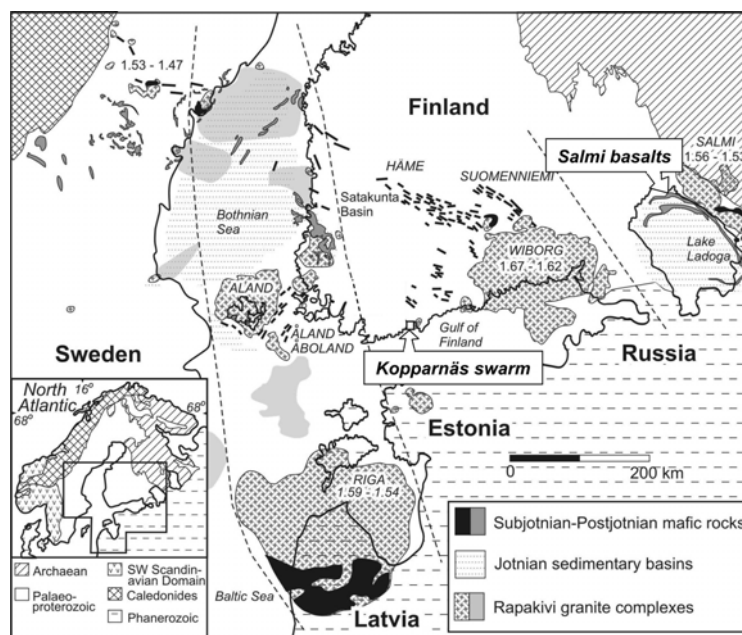 1.53 - 1.47
Finland
SALMI
1.56 - 1.53
Salmi basalts
HÄME
SUOMENNIEMI
Satakunta
Basin
Bothnian
Sea
Lake
Ladoga
WIBORG
1.67 - 1.62
ÅLAND
ÅLAND
ÅBOLAND
Gulf of
Finland
Sweden
Russia
Kopparnäs swarm
North
Atlantic
16°
68°
68°
Estonia
0
200 km
RIGA
1.59 - 1.54
Subjotnian-Postjotnian mafic rocks
Jotnian sedimentary basins
Rapakivi granite complexes
Archaean
Palaeo-
proterozoic
SW Scandin-
avian Domain
Caledonides
Phanerozoic
Baltic Sea
Latvia